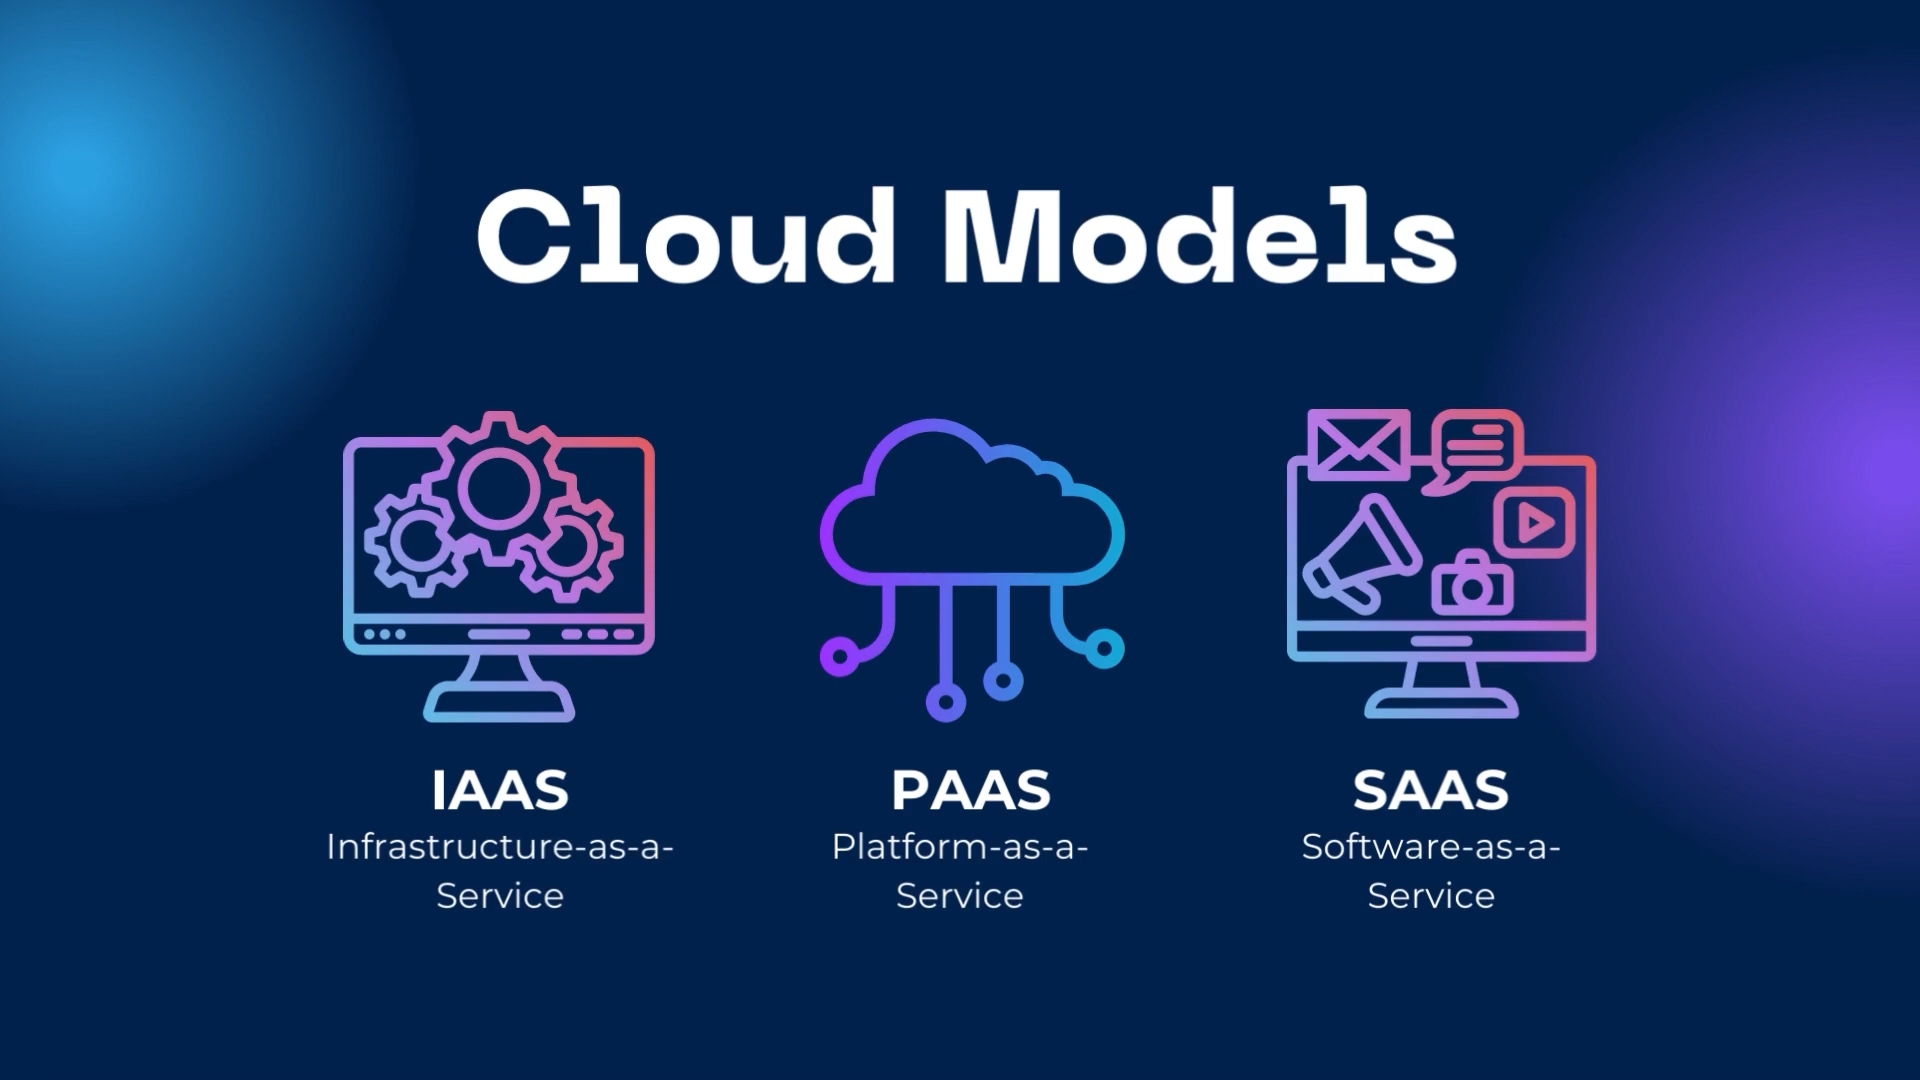 Cloud Models
IAAS
Infrastructure-as-a-
Service
PAAS
Platform-as-a-
Service
SAAS
Software-as-a-
Service